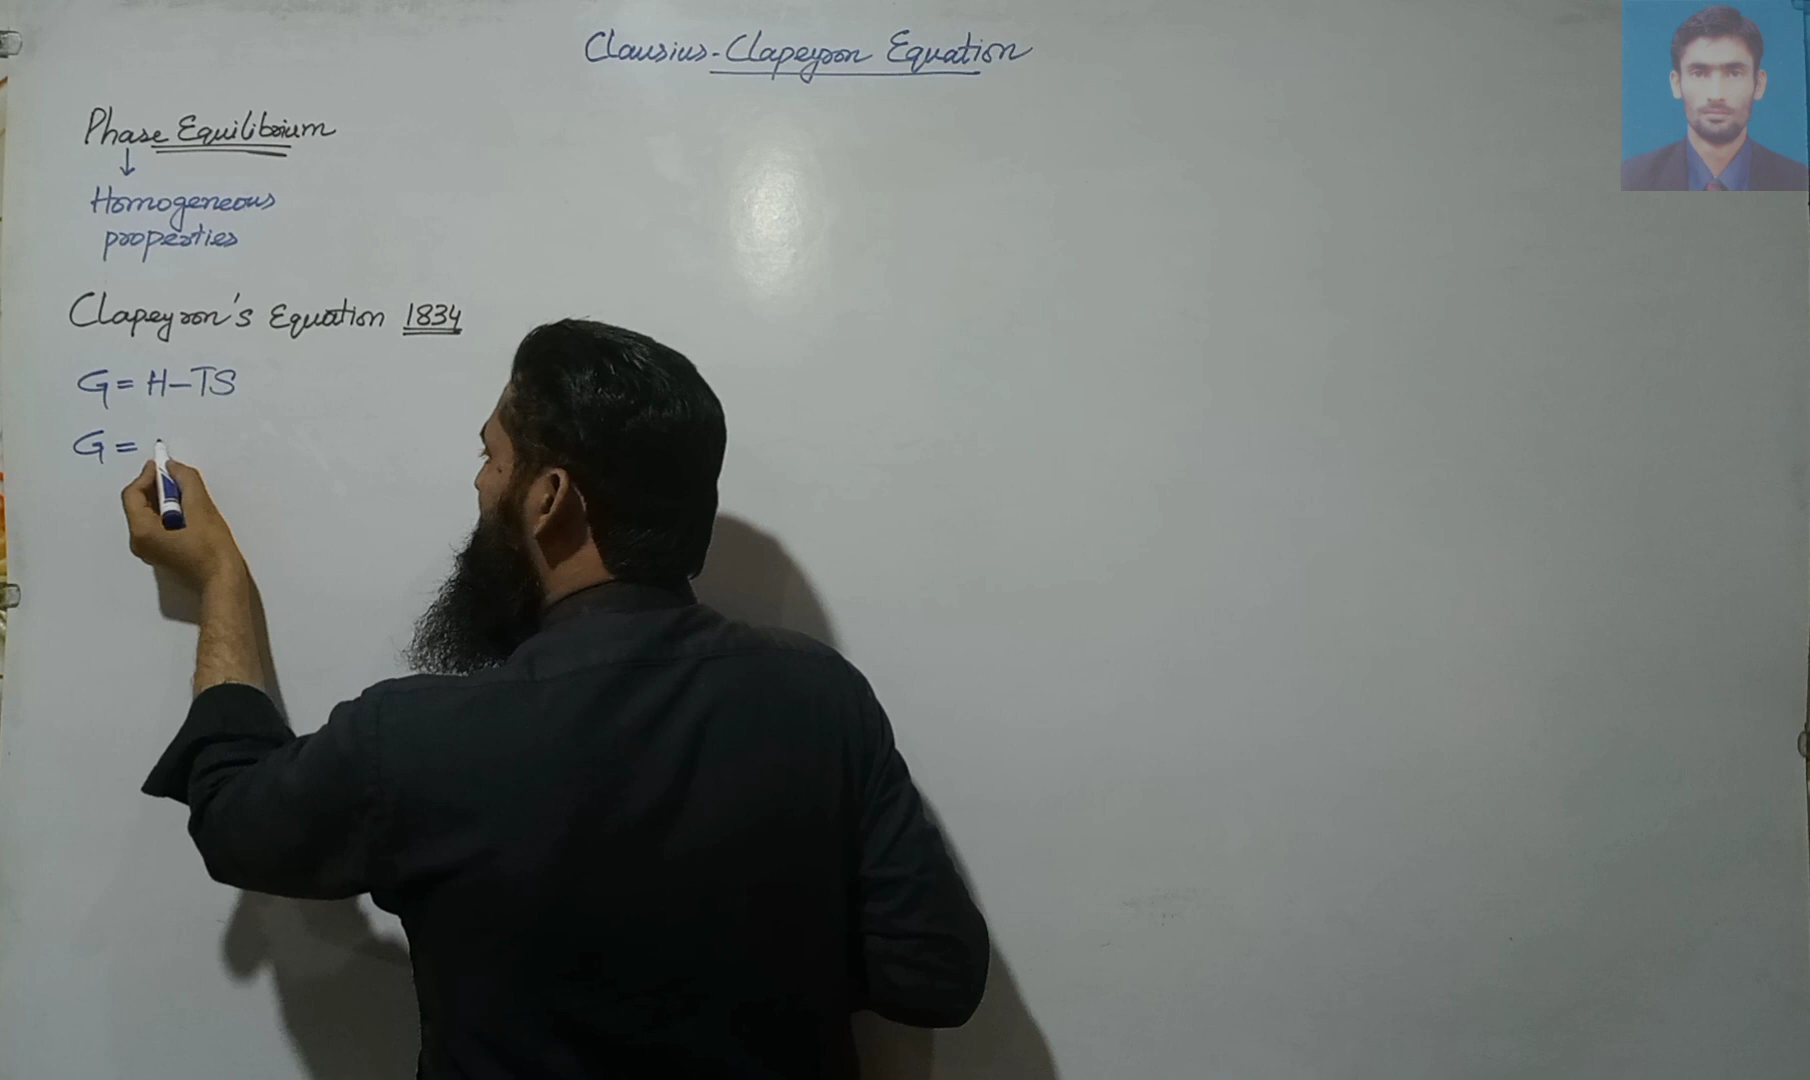 Clausius-Clapeyron Equation
Phase Equilibrium
↓
Homogeneous
properties
Clapeyron's Equation 1834
G = H-TS
G =